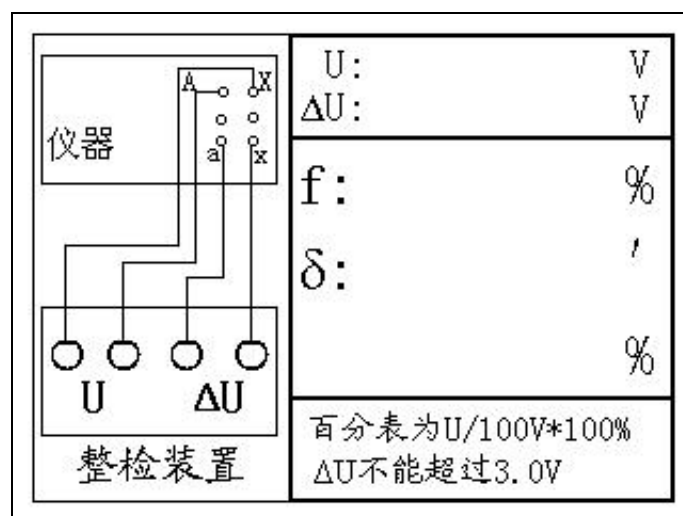 A X
仪器
a x
U ΔU
整检装置
U: V
ΔU: V
f: %
δ: ′
%
百分表为U/100V*100%
ΔU不能超过3.0V